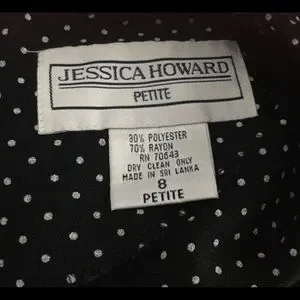 JESSICA HOWARD
PETITE
30% POLYESTER
70% RAYON
RN 70643
DRY CLEAN ONLY
MADE IN SRI LANKA
8
PETITE